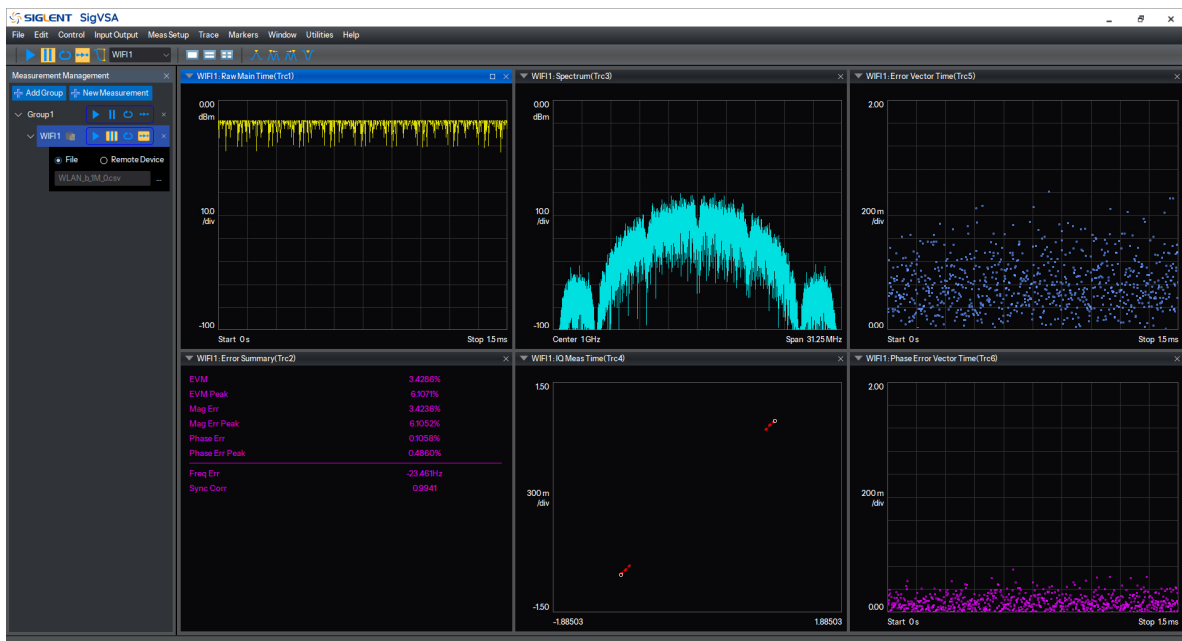 SIGLENT SigVSA
File Edit Control Input Output Meas Setup Trace Markers Window Utilities Help
WIFI1
Measurement Management
Add Group New Measurement
Group1
WIFI1
File Remote Device
WLAN_b_1M_0.csv ...
WIFI1: Raw Main Time(Trc1)
0.00
dBm
10.0
/div
-100
Start 0 s Stop 1.5 ms
WIFI1: Spectrum(Trc3)
0.00
dBm
10.0
/div
-100
Center 1 GHz Span 31.25 MHz
WIFI1: Error Vector Time(Trc5)
2.00
200 m
/div
0.00
Start 0 s Stop 1.5 ms
WIFI1: Error Summary(Trc2)
EVM 3.4286%
EVM Peak 6.1071%
Mag Err 3.4236%
Mag Err Peak 6.1052%
Phase Err 0.1058%
Phase Err Peak 0.4860%
Freq Err -23.461Hz
Sync Corr 0.9941
WIFI1: IQ Meas Time(Trc4)
1.50
300 m
/div
-1.50
-1.88503 1.88503
WIFI1: Phase Error Vector Time(Trc6)
2.00
200 m
/div
0.00
Start 0 s Stop 1.5 ms